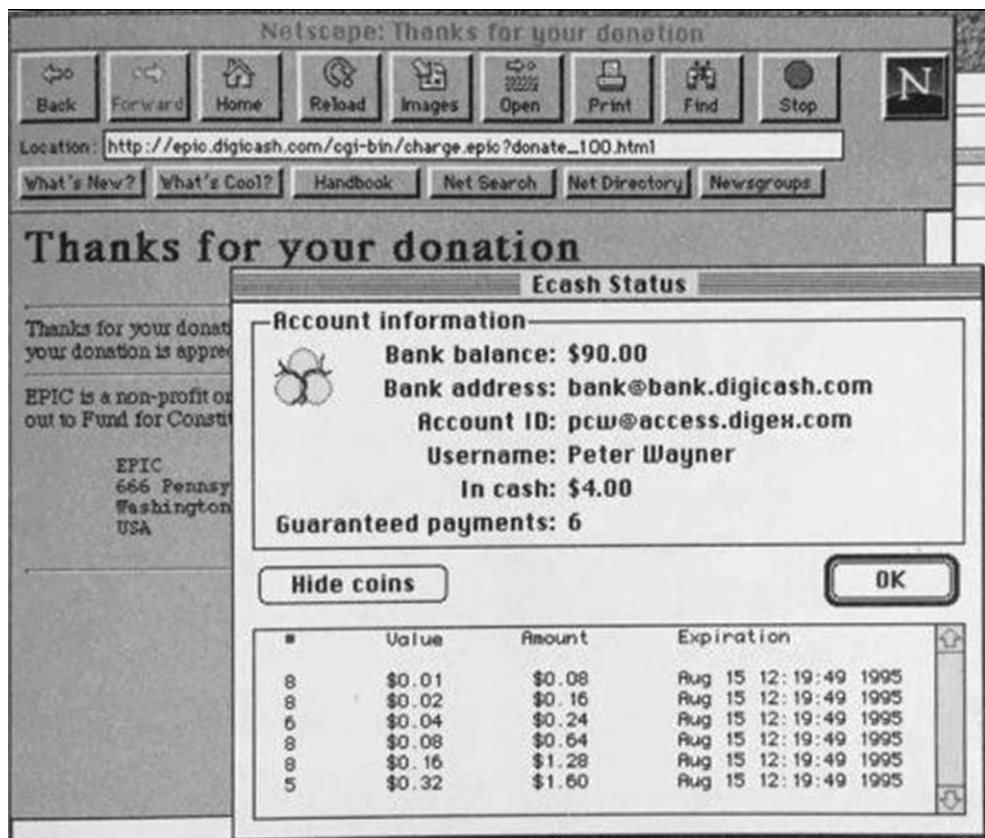 Netscape: Thanks for your donation
Back Forward Home Reload Images Open Print Find Stop N
Location: http://epic.digicash.com/cgi-bin/charge.epic?donate_100.html
What's New? What's Cool? Handbook Net Search Net Directory Newsgroups
Thanks for your donation
Thanks for your donat
your donation is appre
EPIC is a non-profit or
out to Fund for Constit
EPIC
666 Pennsy
Washington
USA
Ecash Status
Account information
Bank balance: $90.00
Bank address: bank@bank.digicash.com
Account ID: pcw@access.digex.com
Username: Peter Wayner
In cash: $4.00
Guaranteed payments: 6
Hide coins OK
# Value Amount Expiration
8 $0.01 $0.08 Aug 15 12:19:49 1995
8 $0.02 $0.16 Aug 15 12:19:49 1995
6 $0.04 $0.24 Aug 15 12:19:49 1995
8 $0.08 $0.64 Aug 15 12:19:49 1995
8 $0.16 $1.28 Aug 15 12:19:49 1995
5 $0.32 $1.60 Aug 15 12:19:49 1995